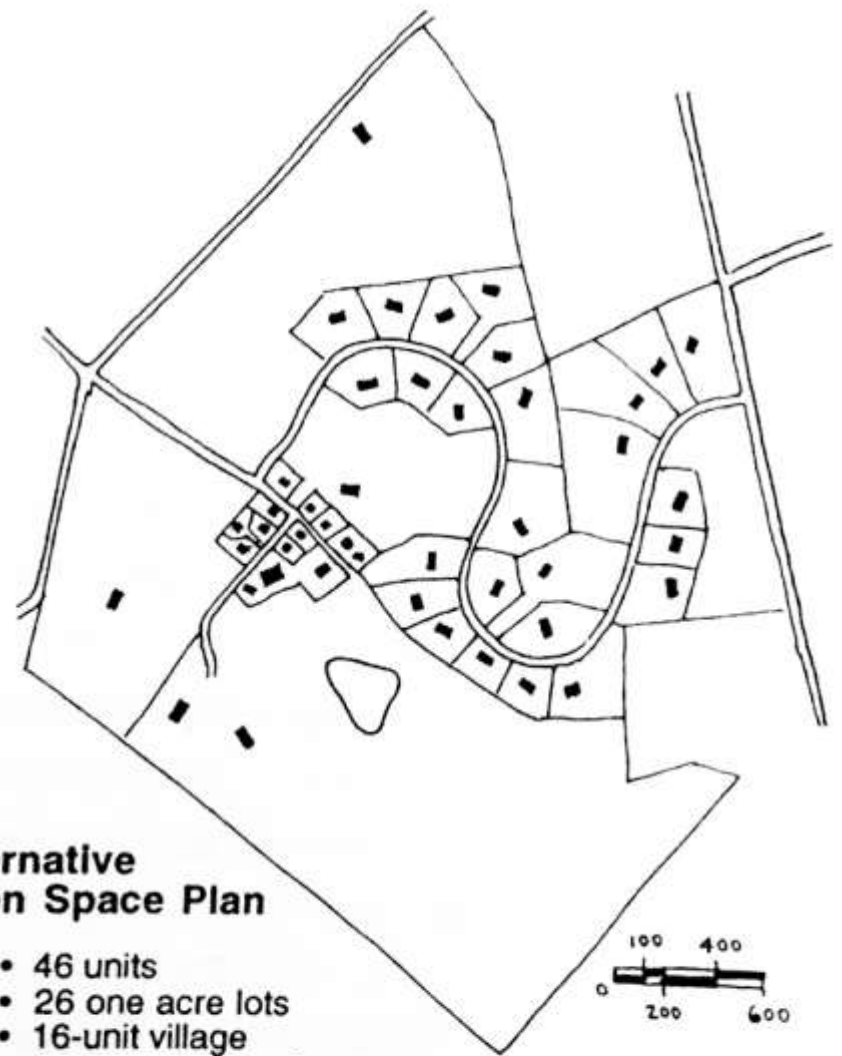 rnative
n Space Plan
• 46 units
• 26 one acre lots
• 16-unit village
100 400
0
200 600